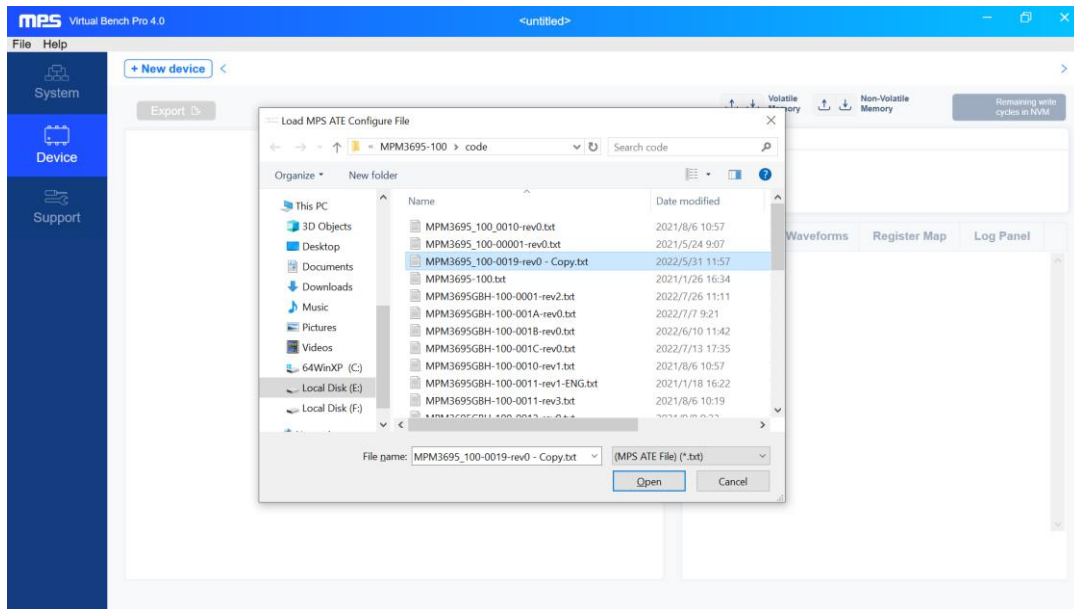 MPS Virtual Bench Pro 4.0
<untitled>
File Help
System
Device
Support
+ New device <
>
Export
Volatile
Memory
Non-Volatile
Memory
Remaining write
cycles in NVM
Waveforms Register Map Log Panel
Load MPS ATE Configure File
« MPM3695-100 > code
Search code
Organize New folder
This PC
3D Objects
Desktop
Documents
Downloads
Music
Pictures
Videos
64WinXP (C:)
Local Disk (E:)
Local Disk (F:)
Name Date modified
MPM3695_100_0010-rev0.txt 2021/8/6 10:57
MPM3695_100-00001-rev0.txt 2021/5/24 9:07
MPM3695_100-0019-rev0 - Copy.txt 2022/5/31 11:57
MPM3695-100.txt 2021/1/26 16:34
MPM3695GBH-100-0001-rev2.txt 2022/7/26 11:11
MPM3695GBH-100-001A-rev0.txt 2022/7/7 9:21
MPM3695GBH-100-001B-rev0.txt 2022/6/10 11:42
MPM3695GBH-100-001C-rev0.txt 2022/7/13 17:35
MPM3695GBH-100-0010-rev1.txt 2021/8/6 10:57
MPM3695GBH-100-0011-rev1-ENG.txt 2021/1/18 16:22
MPM3695GBH-100-0011-rev3.txt 2021/8/6 10:19
File name: MPM3695_100-0019-rev0 - Copy.txt (MPS ATE File) (*.txt)
Open Cancel